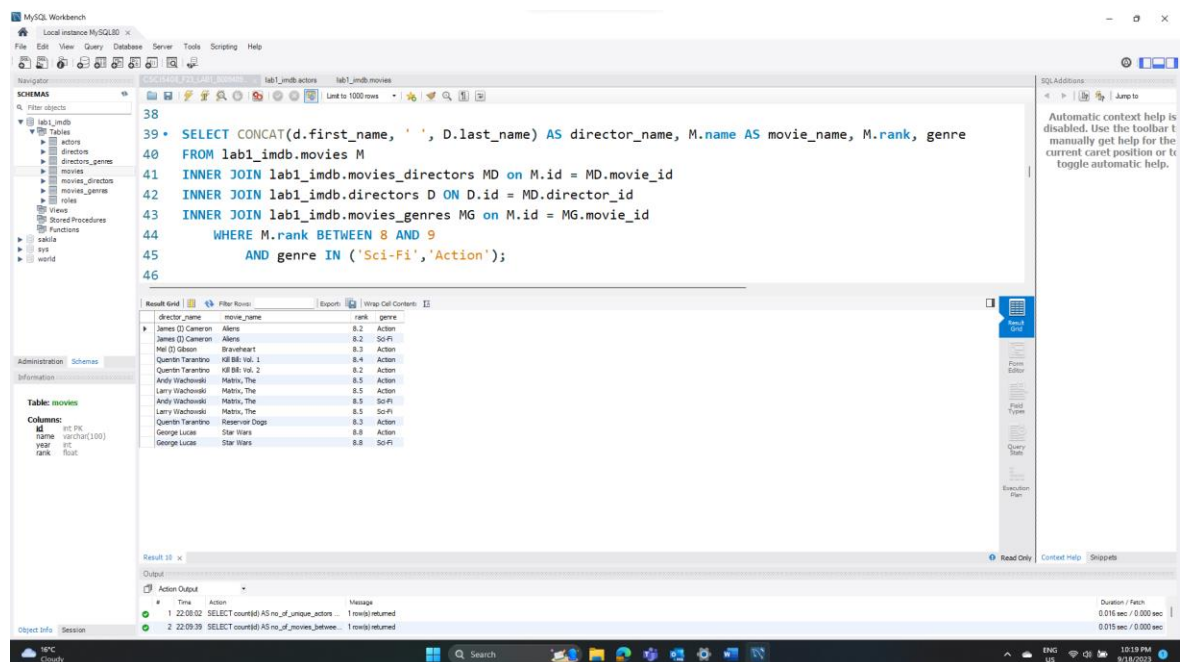 MySQL Workbench
Local instance MySQL80 ×
File Edit View Query Database Server Tools Scripting Help
Navigator
lab1_imdb.actors lab1_imdb.movies
SQLAdditions
SCHEMAS
Filter objects
lab1_imdb
Tables
actors
directors
directors_genres
movies
movies_directors
movies_genres
roles
Views
Stored Procedures
Functions
sakila
sys
world
Administration Schemas
Information
Table: movies
Columns:
id int PK
name varchar(100)
year int
rank float
Object Info Session
Limit to 1000 rows
38
39 SELECT CONCAT(d.first_name, ' ', D.last_name) AS director_name, M.name AS movie_name, M.rank, genre
40 FROM lab1_imdb.movies M
41 INNER JOIN lab1_imdb.movies_directors MD on M.id = MD.movie_id
42 INNER JOIN lab1_imdb.directors D ON D.id = MD.director_id
43 INNER JOIN lab1_imdb.movies_genres MG on M.id = MG.movie_id
44 WHERE M.rank BETWEEN 8 AND 9
45 AND genre IN ('Sci-Fi','Action');
46
Result Grid Filter Rows: Export: Wrap Cell Content:
director_name movie_name rank genre
James (I) Cameron Aliens 8.2 Action
James (I) Cameron Aliens 8.2 Sci-Fi
Mel (I) Gibson Braveheart 8.3 Action
Quentin Tarantino Kill Bill: Vol. 1 8.4 Action
Quentin Tarantino Kill Bill: Vol. 2 8.2 Action
Andy Wachowski Matrix, The 8.5 Action
Larry Wachowski Matrix, The 8.5 Action
Andy Wachowski Matrix, The 8.5 Sci-Fi
Larry Wachowski Matrix, The 8.5 Sci-Fi
Quentin Tarantino Reservoir Dogs 8.3 Action
George Lucas Star Wars 8.8 Action
George Lucas Star Wars 8.8 Sci-Fi
Result Grid
Form Editor
Field Types
Query Stats
Execution Plan
Jump to
Automatic context help is
disabled. Use the toolbar t
manually get help for the
current caret position or to
toggle automatic help.
Result 10 ×
Read Only
Context Help Snippets
Output
Action Output
# Time Action Message Duration / Fetch
1 22:08:02 SELECT count(id) AS no_of_unique_actors ... 1 row(s) returned 0.016 sec / 0.000 sec
2 22:09:39 SELECT count(id) AS no_of_movies_betwee... 1 row(s) returned 0.015 sec / 0.000 sec
16°C
Cloudy
Search
ENG
US
10:19 PM
9/18/2023